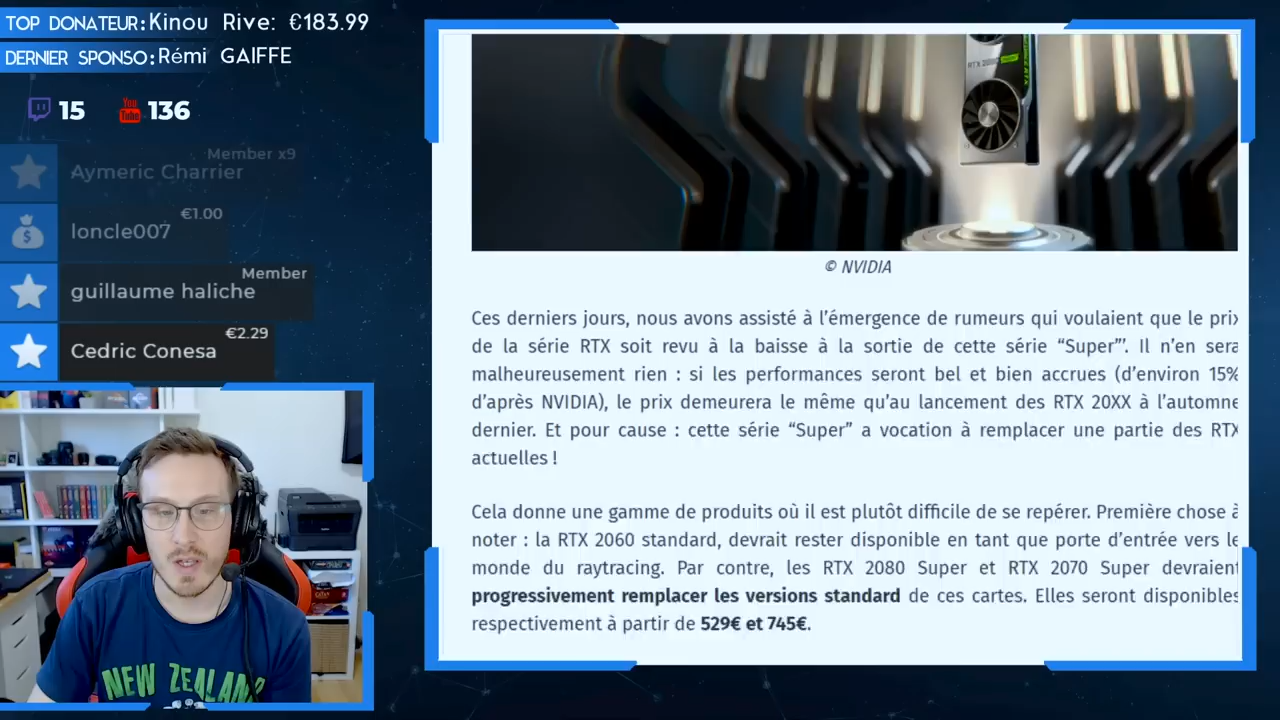 TOP DONATEUR: Kinou Rive: €183.99
DERNIER SPONSO: Rémi GAIFFE
15
You Tube 136
Member x9
Aymeric Charrier
€1.00
loncle007
Member
guillaume haliche
€2.29
Cedric Conesa
NEW ZEALAND
RTX 2080
© NVIDIA
Ces derniers jours, nous avons assisté à l’émergence de rumeurs qui voulaient que le prix
de la série RTX soit revu à la baisse à la sortie de cette série “Super”’. Il n’en sera
malheureusement rien : si les performances seront bel et bien accrues (d’environ 15%
d’après NVIDIA), le prix demeurera le même qu’au lancement des RTX 20XX à l’automne
dernier. Et pour cause : cette série “Super” a vocation à remplacer une partie des RTX
actuelles !
Cela donne une gamme de produits où il est plutôt difficile de se repérer. Première chose à
noter : la RTX 2060 standard, devrait rester disponible en tant que porte d’entrée vers le
monde du raytracing. Par contre, les RTX 2080 Super et RTX 2070 Super devraient
progressivement remplacer les versions standard de ces cartes. Elles seront disponibles
respectivement à partir de 529€ et 745€.